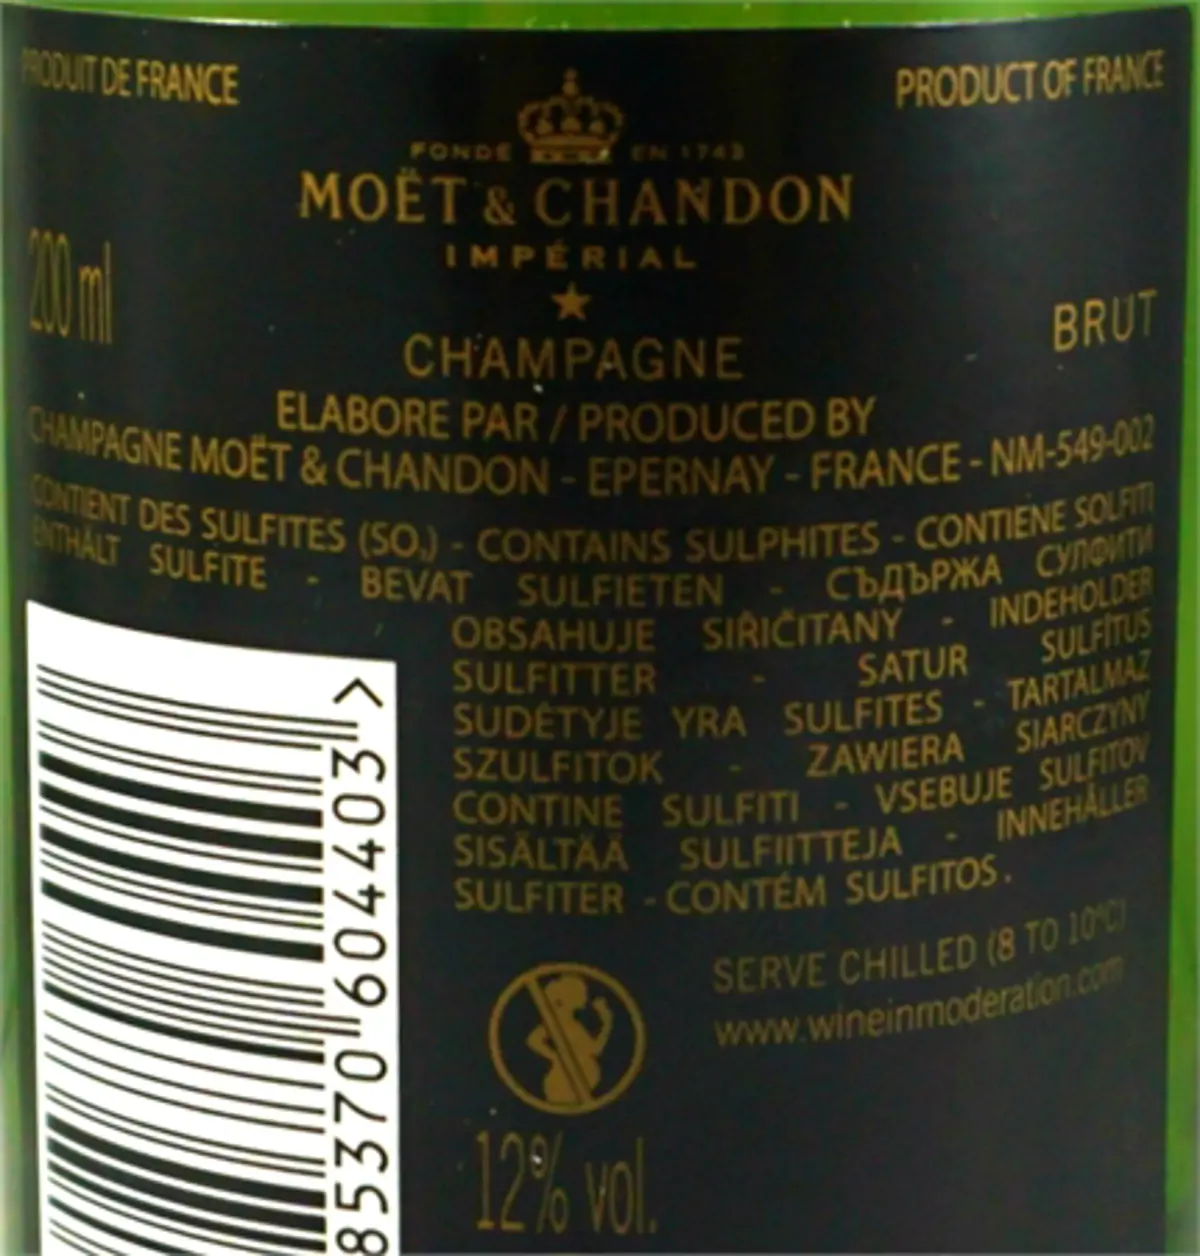 PRODUIT DE FRANCE
PRODUCT OF FRANCE
FONDÉ EN 1743
MOËT & CHANDON
IMPÉRIAL
200 ml
BRUT
CHAMPAGNE
ELABORE PAR / PRODUCED BY
CHAMPAGNE MOËT & CHANDON - EPERNAY - FRANCE - NM-549-002
CONTIENT DES SULFITES (SO₂) - CONTAINS SULPHITES - CONTIENE SOLFITI
ENTHÄLT SULFITE - BEVAT SULFIETEN - СЪДЪРЖА СУЛФИТИ
OBSAHUJE SIŘIČITANY - INDEHOLDER
SULFITTER - SATUR SULFĪTUS
SUDĖTYJE YRA SULFITES - TARTALMAZ
SZULFITOK - ZAWIERA SIARCZYNY
CONTINE SULFITI - VSEBUJE SULFITOV
SISÄLTÄÄ SULFIITTEJA - INNEHÅLLER
SULFITER - CONTÉM SULFITOS.
SERVE CHILLED (8 TO 10°C)
www.wineinmoderation.com
12% vol.
85370 604403 >